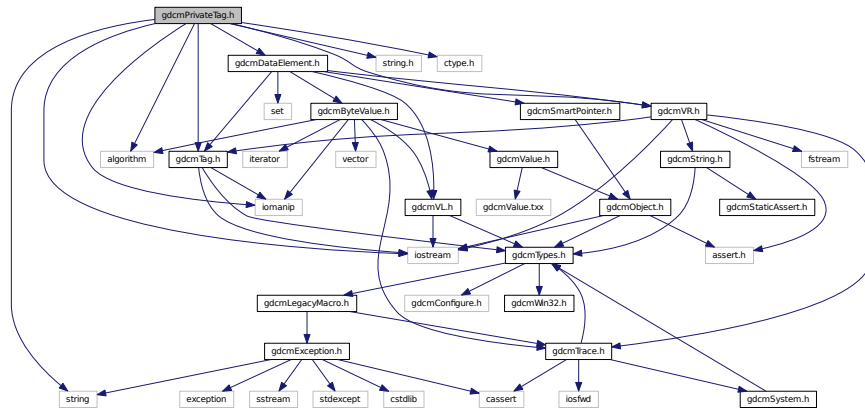 gdcmPrivateTag.h
gdcmDataElement.h
string.h
ctype.h
set
gdcmByteValue.h
gdcmSmartPointer.h
gdcmVR.h
algorithm
gdcmTag.h
iterator
vector
gdcmValue.h
gdcmString.h
fstream
iomanip
gdcmVL.h
gdcmValue.txx
gdcmObject.h
gdcmStaticAssert.h
iostream
gdcmTypes.h
assert.h
gdcmLegacyMacro.h
gdcmConfigure.h
gdcmWin32.h
gdcmException.h
gdcmTrace.h
string
exception
sstream
stdexcept
cstdlib
cassert
iosfwd
gdcmSystem.h